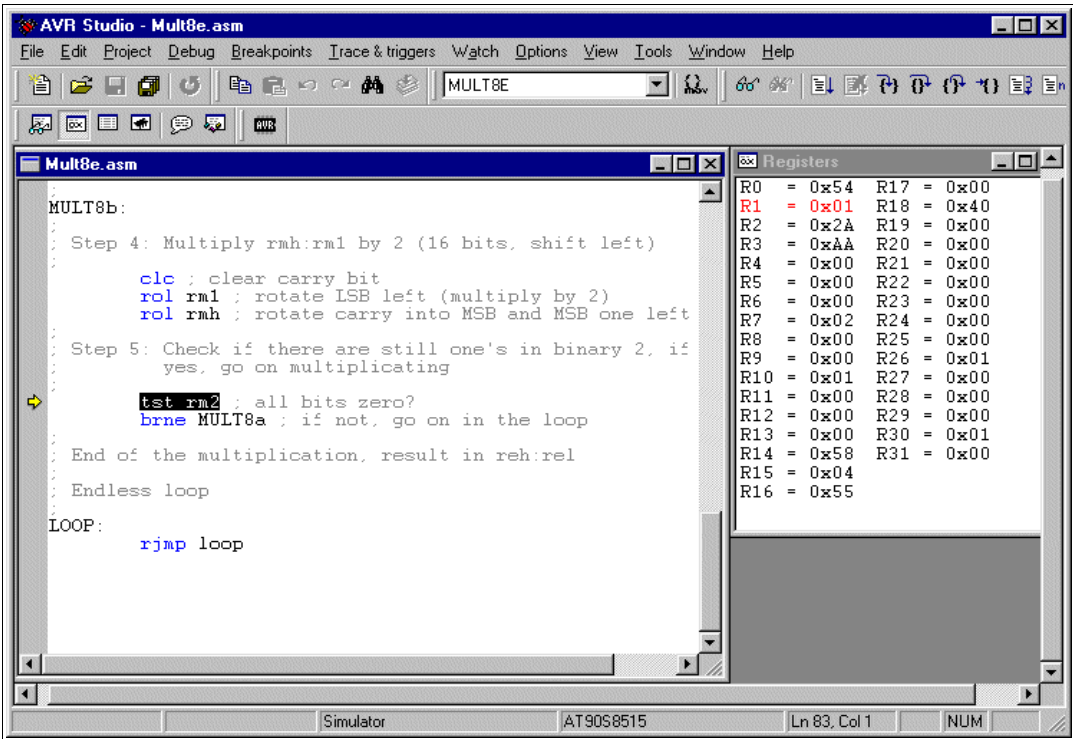 AVR Studio - Mult8e.asm
File Edit Project Debug Breakpoints Trace & triggers Watch Options View Tools Window Help
MULT8E
AVR
Mult8e.asm
;
MULT8b:
;
; Step 4: Multiply rmh:rm1 by 2 (16 bits, shift left)
;
clc ; clear carry bit
rol rm1 ; rotate LSB left (multiply by 2)
rol rmh ; rotate carry into MSB and MSB one left
;
; Step 5: Check if there are still one's in binary 2, if
; yes, go on multiplicating
;
tst rm2 ; all bits zero?
brne MULT8a ; if not, go on in the loop
;
; End of the multiplication, result in reh:rel
;
; Endless loop
;
LOOP:
rjmp loop
Registers
R0 = 0x54 R17 = 0x00
R1 = 0x01 R18 = 0x40
R2 = 0x2A R19 = 0x00
R3 = 0xAA R20 = 0x00
R4 = 0x00 R21 = 0x00
R5 = 0x00 R22 = 0x00
R6 = 0x00 R23 = 0x00
R7 = 0x02 R24 = 0x00
R8 = 0x00 R25 = 0x00
R9 = 0x00 R26 = 0x01
R10 = 0x01 R27 = 0x00
R11 = 0x00 R28 = 0x00
R12 = 0x00 R29 = 0x00
R13 = 0x00 R30 = 0x01
R14 = 0x58 R31 = 0x00
R15 = 0x04
R16 = 0x55
Simulator AT90S8515 Ln 83, Col 1 NUM